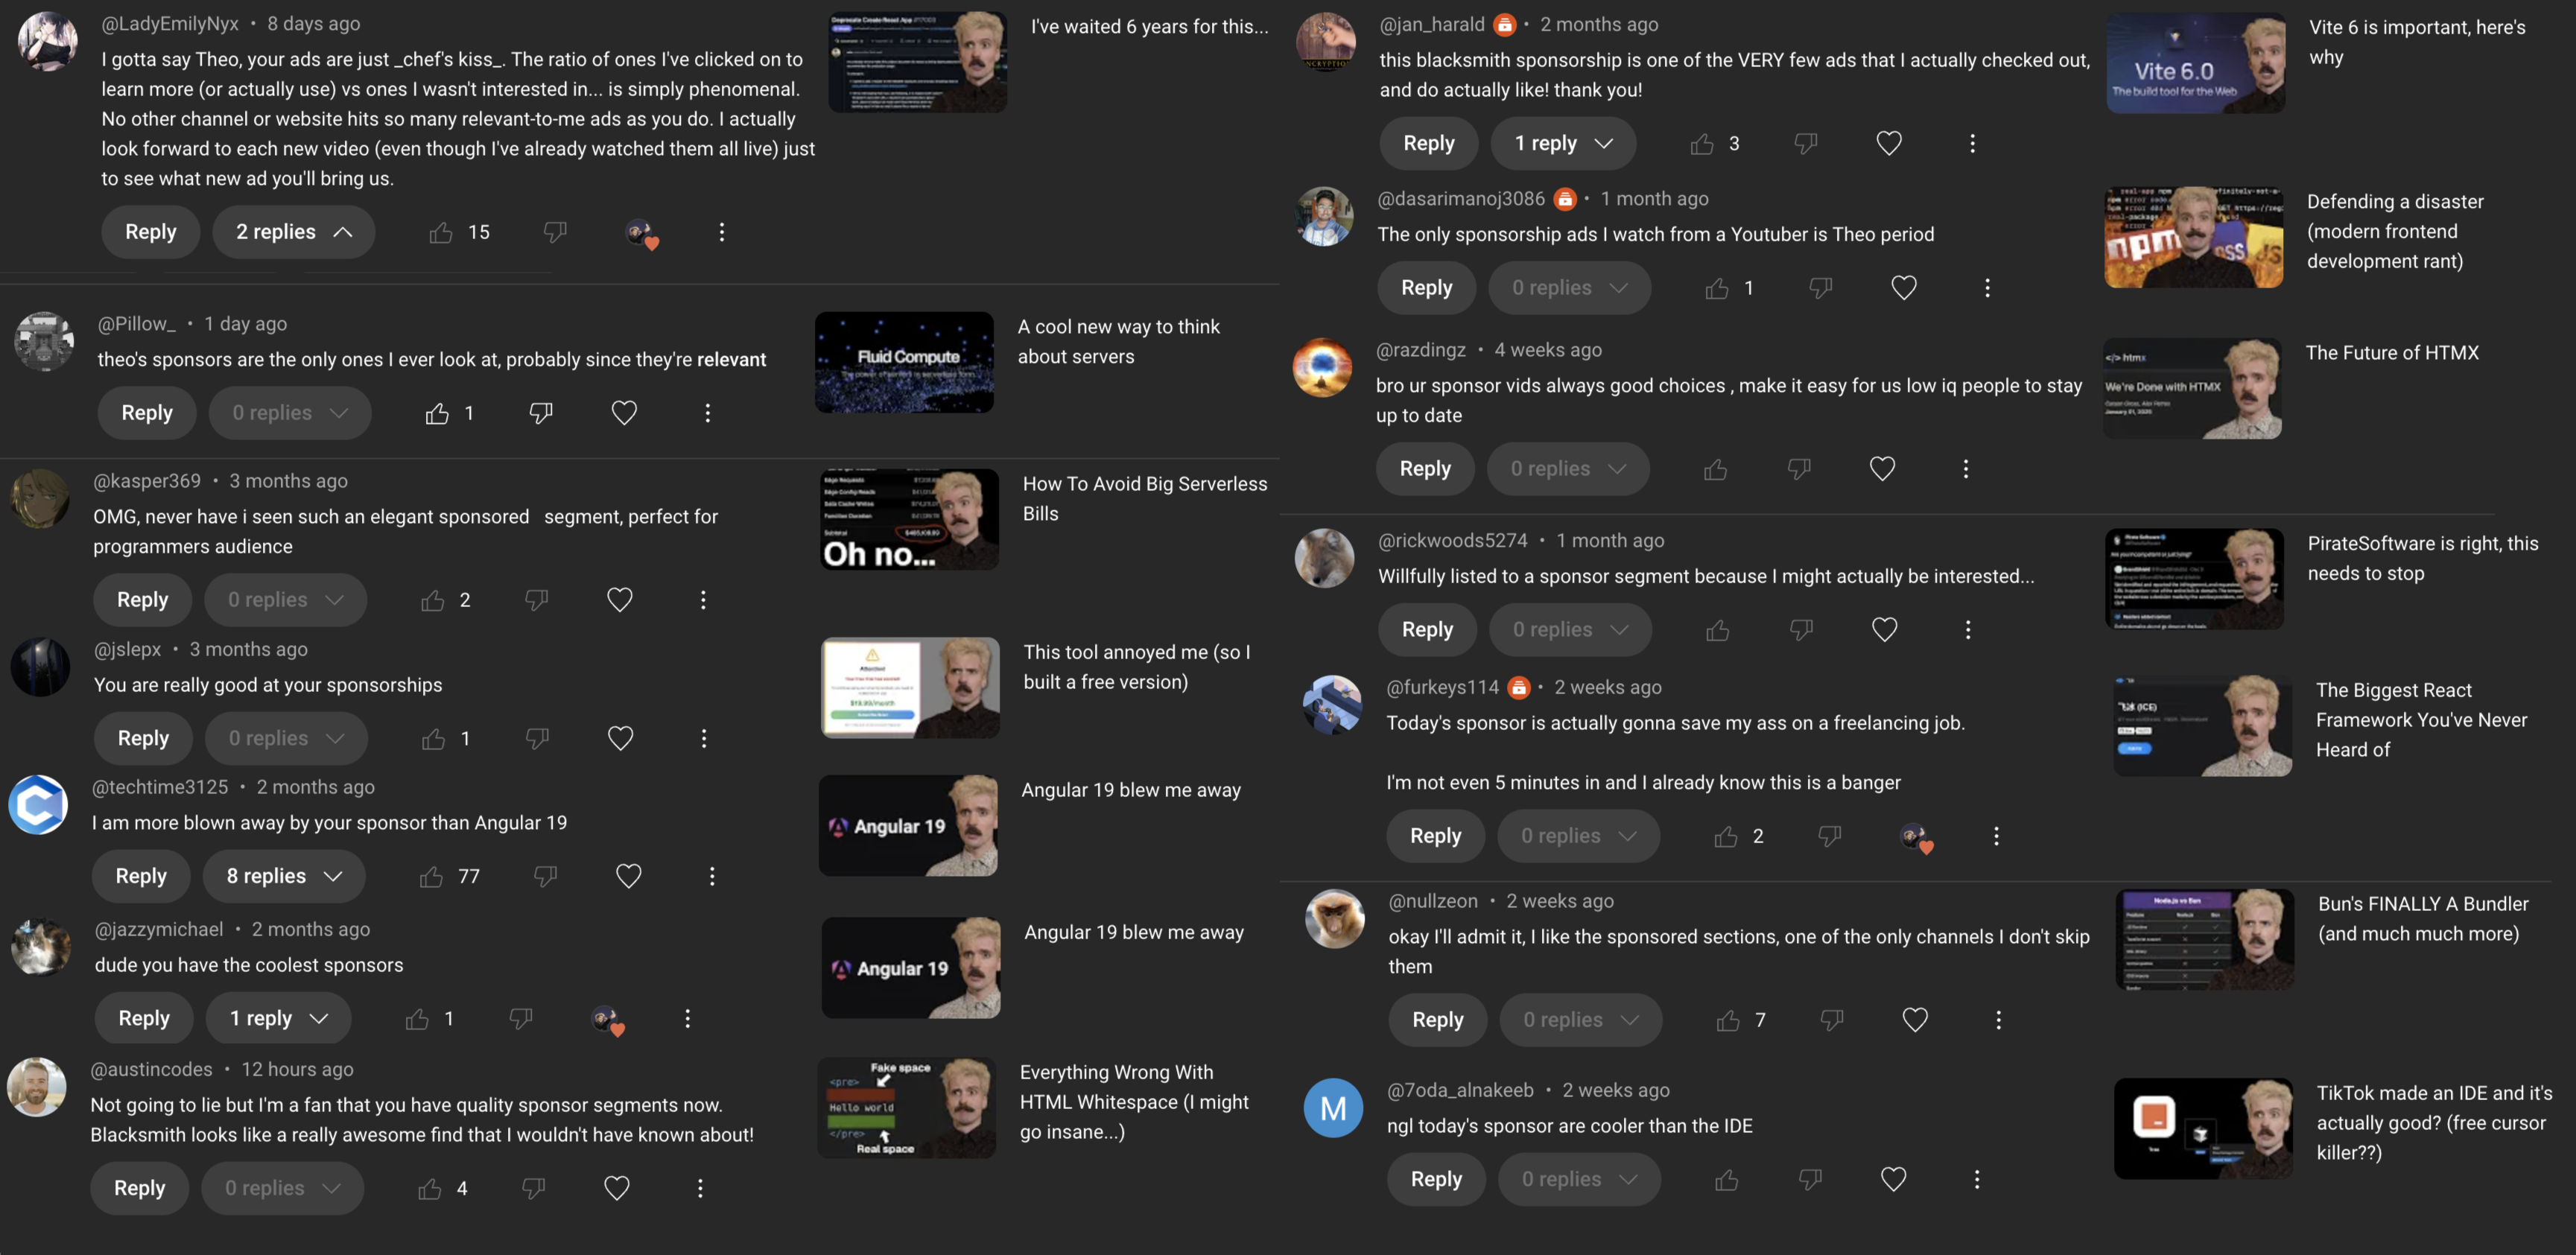 @LadyEmilyNyx • 8 days ago
I gotta say Theo, your ads are just _chef's kiss_. The ratio of ones I've clicked on to
learn more (or actually use) vs ones I wasn't interested in... is simply phenomenal.
No other channel or website hits so many relevant-to-me ads as you do. I actually
look forward to each new video (even though I've already watched them all live) just
to see what new ad you'll bring us.
Reply
2 replies
15
I've waited 6 years for this...
@Pillow_ • 1 day ago
theo's sponsors are the only ones I ever look at, probably since they're relevant
Reply
0 replies
1
Fluid Compute
A cool new way to think
about servers
@kasper369 • 3 months ago
OMG, never have i seen such an elegant sponsored segment, perfect for
programmers audience
Reply
0 replies
2
Oh no...
How To Avoid Big Serverless
Bills
@jslepx • 3 months ago
You are really good at your sponsorships
Reply
0 replies
1
This tool annoyed me (so I
built a free version)
@techtime3125 • 2 months ago
I am more blown away by your sponsor than Angular 19
Reply
8 replies
77
Angular 19
Angular 19 blew me away
@jazzymichael • 2 months ago
dude you have the coolest sponsors
Reply
1 reply
1
Angular 19
Angular 19 blew me away
@austincodes • 12 hours ago
Not going to lie but I'm a fan that you have quality sponsor segments now.
Blacksmith looks like a really awesome find that I wouldn't have known about!
Reply
0 replies
4
Fake space
<pre>
Hello world
</pre>
Real space
Everything Wrong With
HTML Whitespace (I might
go insane...)
@jan_harald • 2 months ago
this blacksmith sponsorship is one of the VERY few ads that I actually checked out,
and do actually like! thank you!
Reply
1 reply
3
Vite 6.0
The build tool for the Web
Vite 6 is important, here's
why
@dasarimanoj3086 • 1 month ago
The only sponsorship ads I watch from a Youtuber is Theo period
Reply
0 replies
1
npm
Defending a disaster
(modern frontend
development rant)
@razdingz • 4 weeks ago
bro ur sponsor vids always good choices , make it easy for us low iq people to stay
up to date
Reply
0 replies
</> htmx
We're Done with HTMX
The Future of HTMX
@rickwoods5274 • 1 month ago
Willfully listed to a sponsor segment because I might actually be interested...
Reply
0 replies
PirateSoftware is right, this
needs to stop
@furkeys114 • 2 weeks ago
Today's sponsor is actually gonna save my ass on a freelancing job.
I'm not even 5 minutes in and I already know this is a banger
Reply
0 replies
2
The Biggest React
Framework You've Never
Heard of
@nullzeon • 2 weeks ago
okay I'll admit it, I like the sponsored sections, one of the only channels I don't skip
them
Reply
0 replies
7
Node.js vs Bun
Bun's FINALLY A Bundler
(and much much more)
M
@7oda_alnakeeb • 2 weeks ago
ngl today's sponsor are cooler than the IDE
Reply
0 replies
TikTok made an IDE and it's
actually good? (free cursor
killer??)